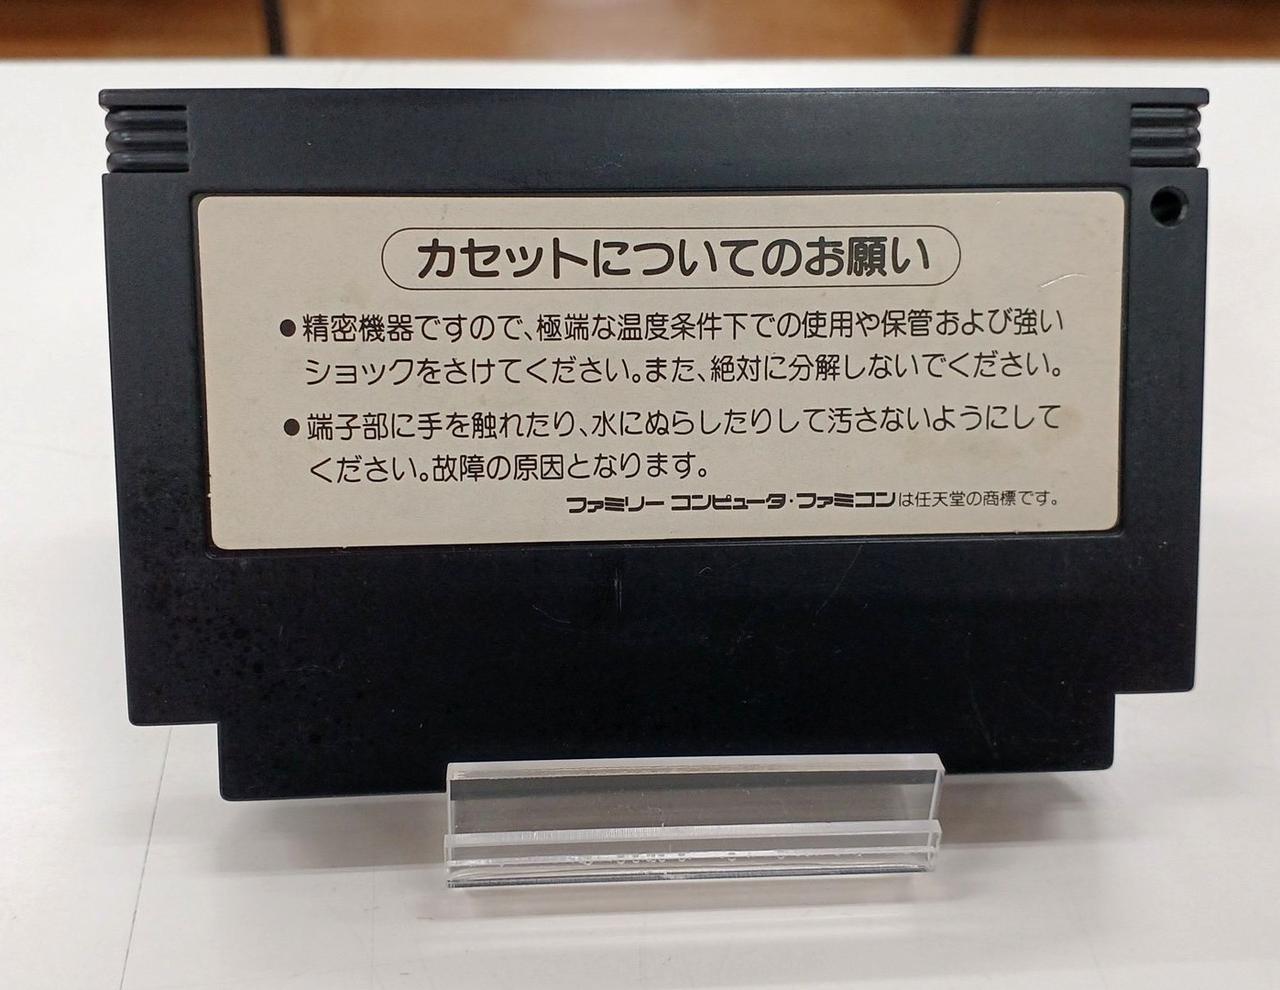 カセットについてのお願い
●精密機器ですので、極端な温度条件下での使用や保管および強い
ショックをさけてください。また、絶対に分解しないでください。
●端子部に手を触れたり、水にぬらしたりして汚さないようにして
ください。故障の原因となります。
ファミリー コンピュータ・ファミコンは任天堂の商標です。